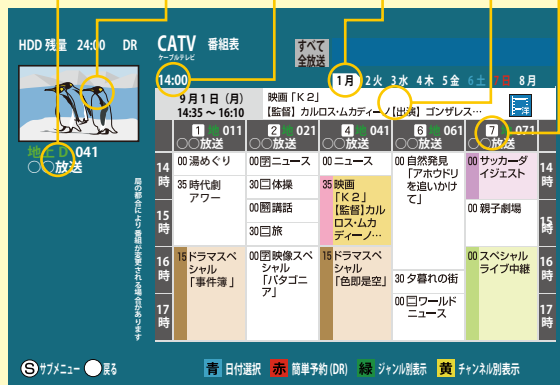 HDD 残量 24:00 DR
CATV 番組表
ケーブルテレビ
すべて
全放送
14:00
1月 2火 3水 4木 5金 6土 7日 8月
9月1日（月）
14:35～16:10
映画「K2」
【監督】カルロス・ムカディーノ【出演】ゴンザレス…
地上D 041
○○放送
局の都合により番組が変更される場合があります
1 地 011
○○放送
2 地 021
○○放送
4 地 041
○○放送
6 地 061
○○放送
7 071
○○放送
14時
15時
16時
17時
00 湯めぐり
35 時代劇アワー
15 ドラマスペシャル「事件簿」
ニュース
30 体操
00 講話
30 旅
映像スペシャル「パタゴニア」
00 ニュース
35 映画「K2」【監督】カルロス・ムカディーノ…
15 ドラマスペシャル「色即是空」
00 自然発見「アホウドリを追いかけて」
30 夕暮れの街
00 ワールドニュース
00 サッカーダイジェスト
00 親子劇場
00 スペシャルライブ中継
14時
15時
16時
17時
S サブメニュー 戻る
青 日付選択 赤 簡単予約(DR) 緑 ジャンル別表示 黄 チャンネル別表示